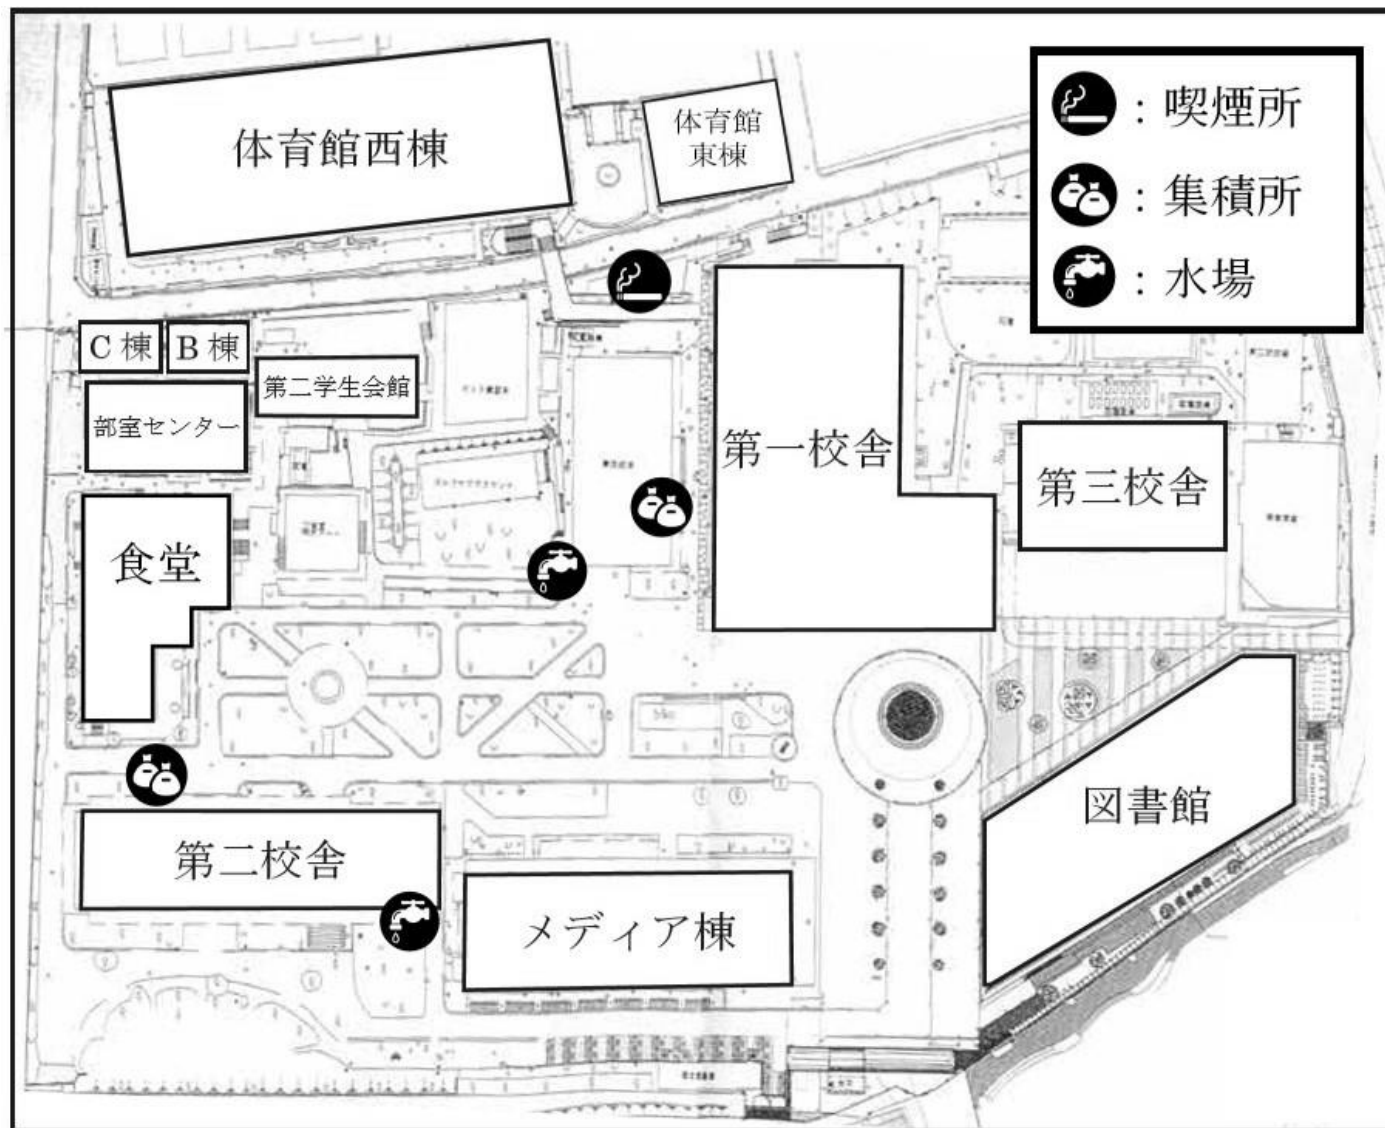 体育館西棟
体育館
東棟
：喫煙所
：集積所
：水場
C 棟
B 棟
第二学生会館
部室センター
第一校舎
第三校舎
食堂
図書館
第二校舎
メディア棟